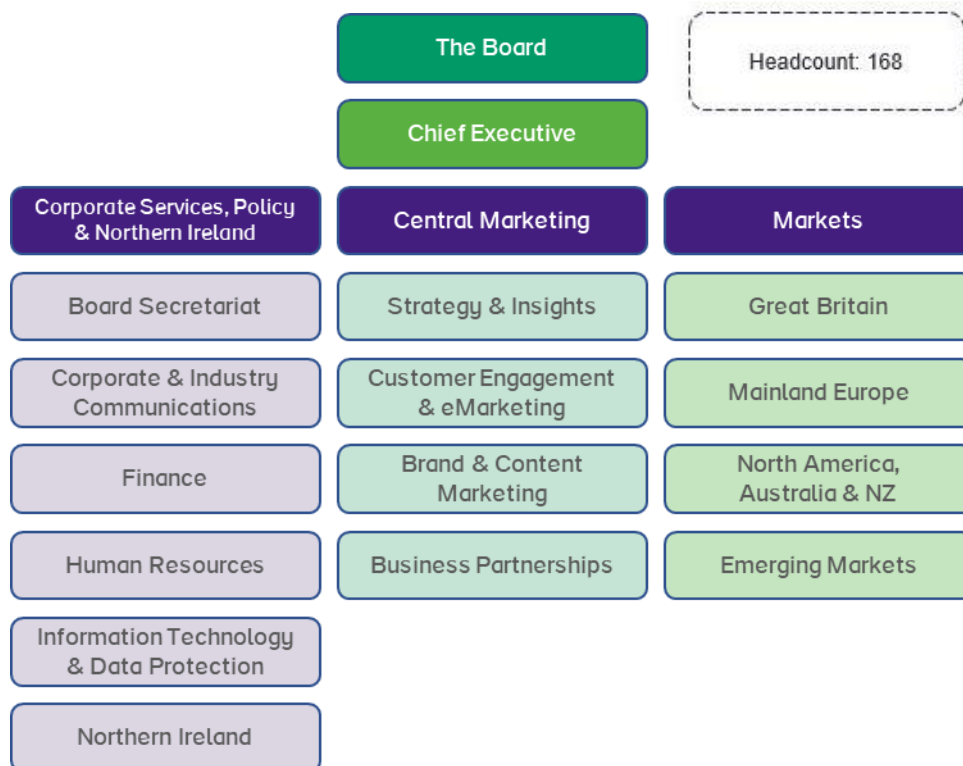 The Board
Headcount: 168
Chief Executive
Corporate Services, Policy
& Northern Ireland
Central Marketing
Markets
Board Secretariat
Strategy & Insights
Great Britain
Corporate & Industry
Communications
Customer Engagement
& eMarketing
Mainland Europe
Finance
Brand & Content
Marketing
North America,
Australia & NZ
Human Resources
Business Partnerships
Emerging Markets
Information Technology
& Data Protection
Northern Ireland